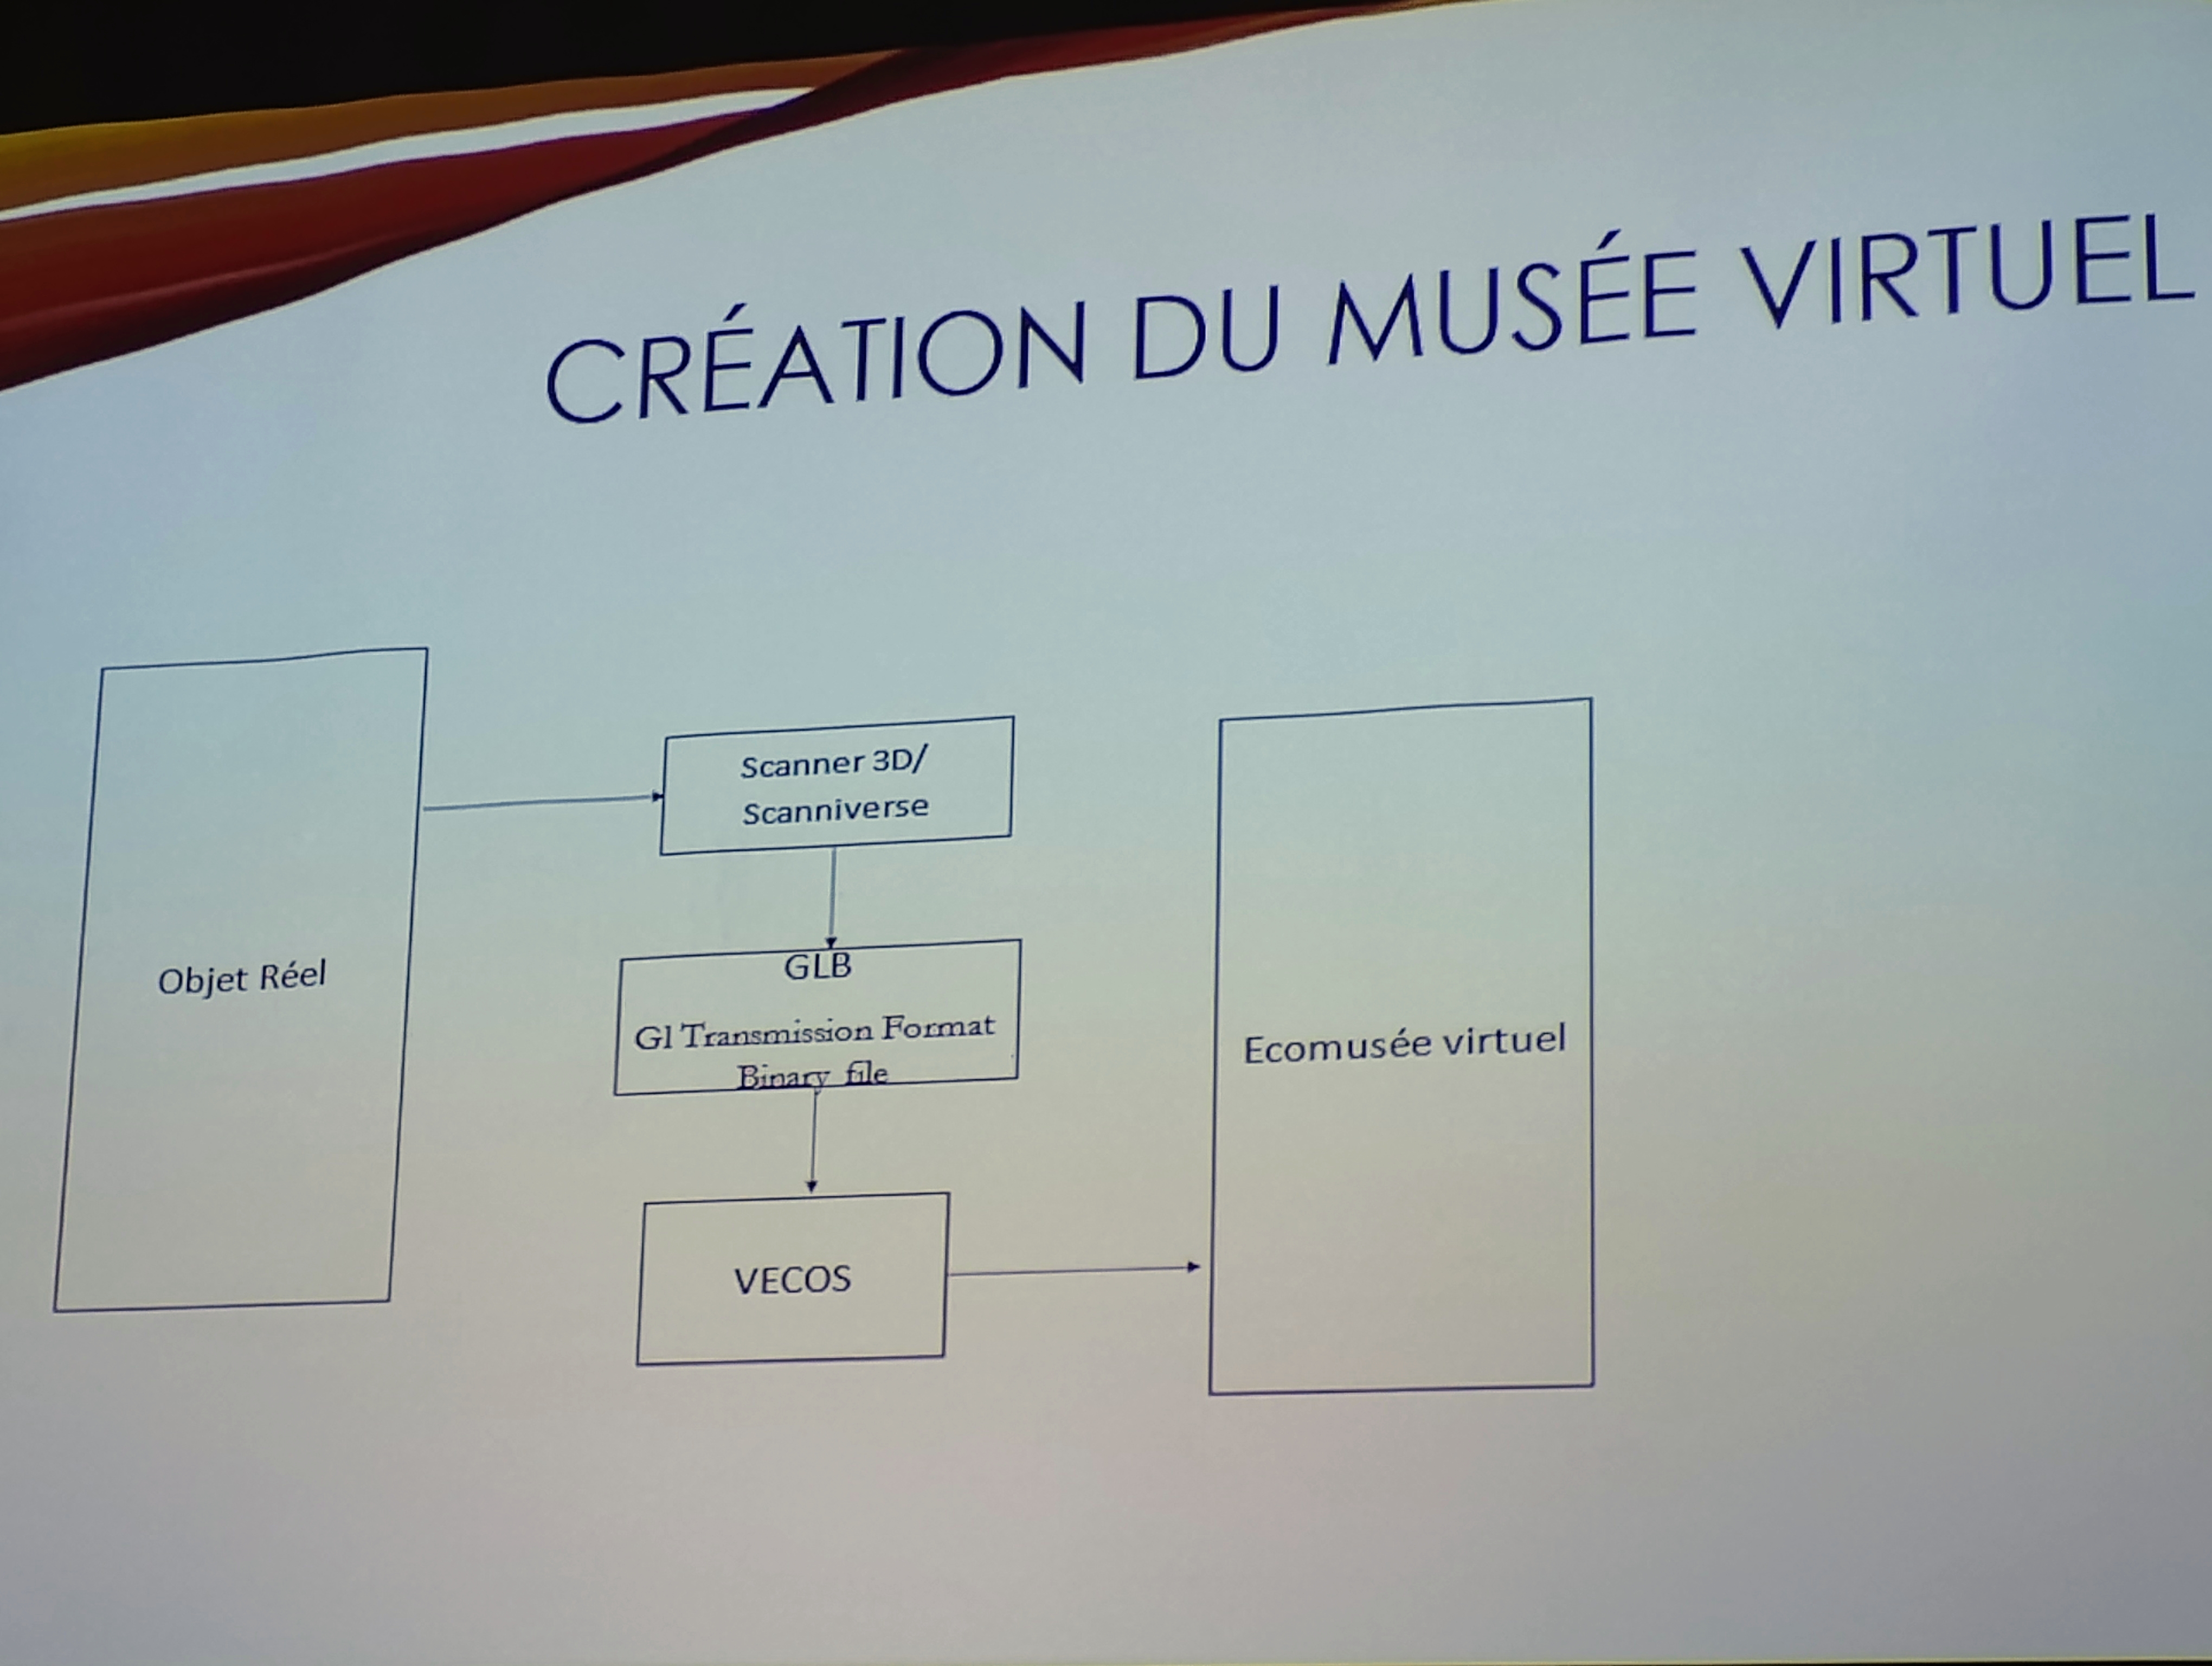 CRÉATION DU MUSÉE VIRTUEL
Objet Réel
Scanner 3D/
Scanniverse
GLB
Gl Transmission Format
Binary file
VECOS
Ecomusée virtuel